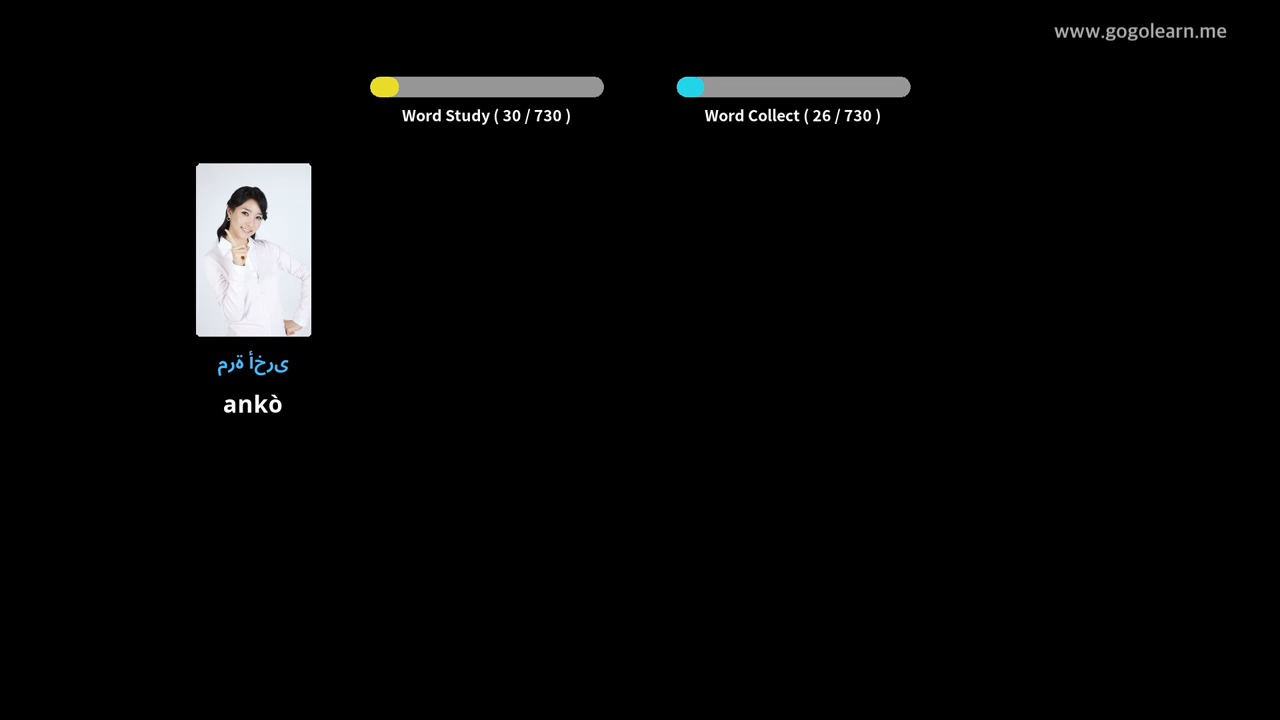 www.gogolearn.me
Word Study ( 30 / 730 )
Word Collect ( 26 / 730 )
مرة أخرى
ankò